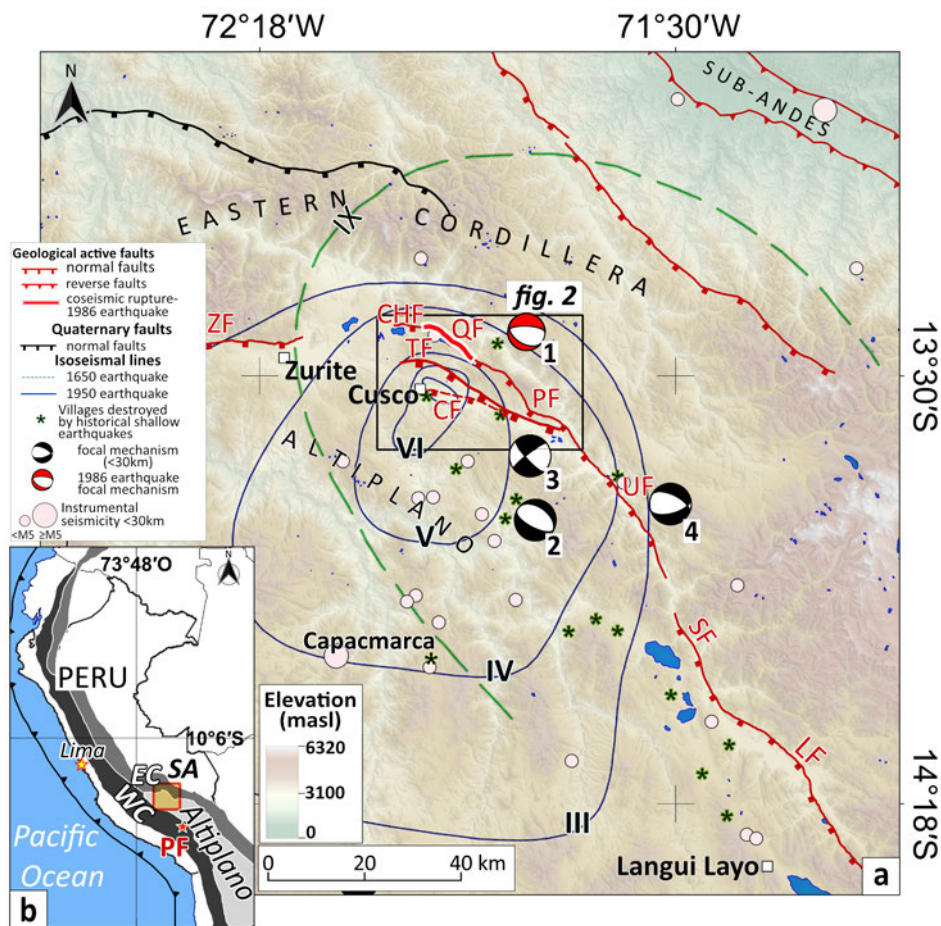 72°18'W
71°30'W
N
SUB-ANDES
EASTERN CORDILLERA
IX
Geological active faults
normal faults
reverse faults
coseismic rupture-
1986 earthquake
Quaternary faults
normal faults
Isoseismal lines
1650 earthquake
1950 earthquake
Villages destroyed
by historical shallow
earthquakes
focal mechanism
(<30km)
1986 earthquake
focal mechanism
Instrumental
seismicity <30km
<M5 ≥M5
fig. 2
ZF
CHF
QF
1
TF
Zurite
PF
13°30'S
Cusco
CF
VI
3
ALTIPLANO
UF
2
4
V
SF
Capacmarca
IV
LF
III
14°18'S
Langui Layo
a
Elevation
(masl)
6320
3100
0
0 20 40 km
73°48'O
N
PERU
10°6'S
Lima
EC
SA
WC
Altiplano
PF
Pacific
Ocean
b